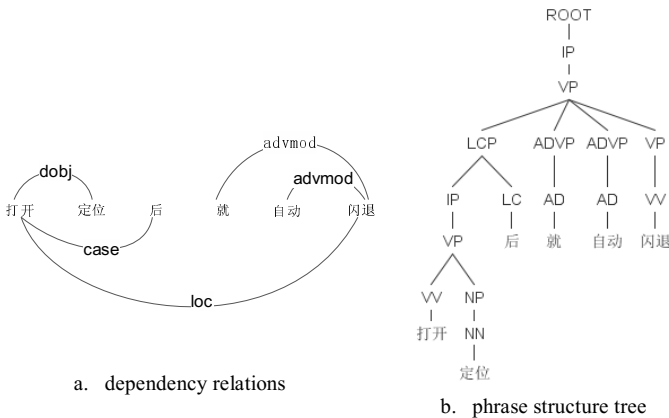 advmod
dobj
advmod
打开 定位 后 就 自动 闪退
case
loc
a. dependency relations
ROOT
IP
VP
LCP ADVP ADVP VP
IP LC AD AD VV
VP 后 就 自动 闪退
VV NP
打开 NN
定位
b. phrase structure tree